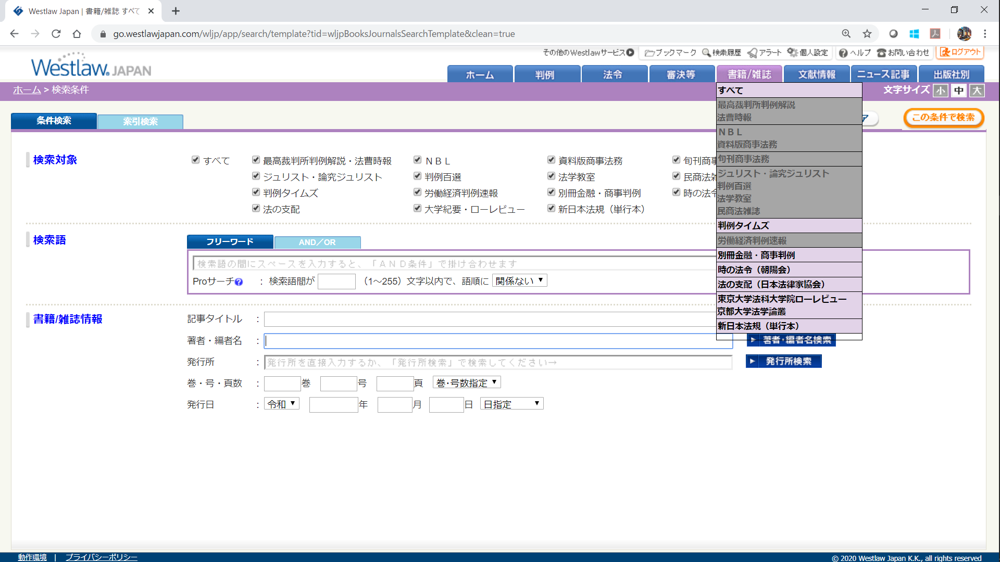 Westlaw Japan | 書籍/雑誌 すべて
go.westlawjapan.com/wljp/app/search/template?tid=wljpBooksJournalsSearchTemplate&clean=true
その他のWestlawサービス ブックマーク 検索履歴 アラート 個人設定 ヘルプ お問い合わせ ログアウト
Westlaw. JAPAN
ホーム 判例 法令 審決等 書籍/雑誌 文献情報 ニュース記事 出版社別
ホーム > 検索条件
文字サイズ 小 中 大
すべて
最高裁判所判例解説
法曹時報
ＮＢＬ
資料版商事法務
旬刊商事法務
ジュリスト・論究ジュリスト
判例百選
法学教室
民商法雑誌
判例タイムズ
労働経済判例速報
別冊金融・商事判例
時の法令（朝陽会）
法の支配（日本法律家協会）
東京大学法科大学院ローレビュー
京都大学法学論叢
新日本法規（単行本）
条件検索 索引検索
ア この条件で検索
検索対象
すべて 最高裁判所判例解説・法曹時報 ＮＢＬ 資料版商事法務 旬刊商事
ジュリスト・論究ジュリスト 判例百選 法学教室 民商法雑
判例タイムズ 労働経済判例速報 別冊金融・商事判例 時の法令
法の支配 大学紀要・ローレビュー 新日本法規（単行本）
検索語
フリーワード AND／OR
検索語の間にスペースを入力すると、「ＡＮＤ条件」で掛け合わせます
Proサーチ ： 検索語間が （1～255）文字以内で、語順に 関係ない
書籍/雑誌情報
記事タイトル ：
著者・編者名 ： 著者・編者名検索
発行所 ： 発行所を直接入力するか、「発行所検索」で検索してください→ 発行所検索
巻・号・頁数 ： 巻 号 頁 巻･号数指定
発行日 ： 令和 年 月 日 日指定
動作環境 | プライバシーポリシー
© 2020 Westlaw Japan K.K., all rights reserved